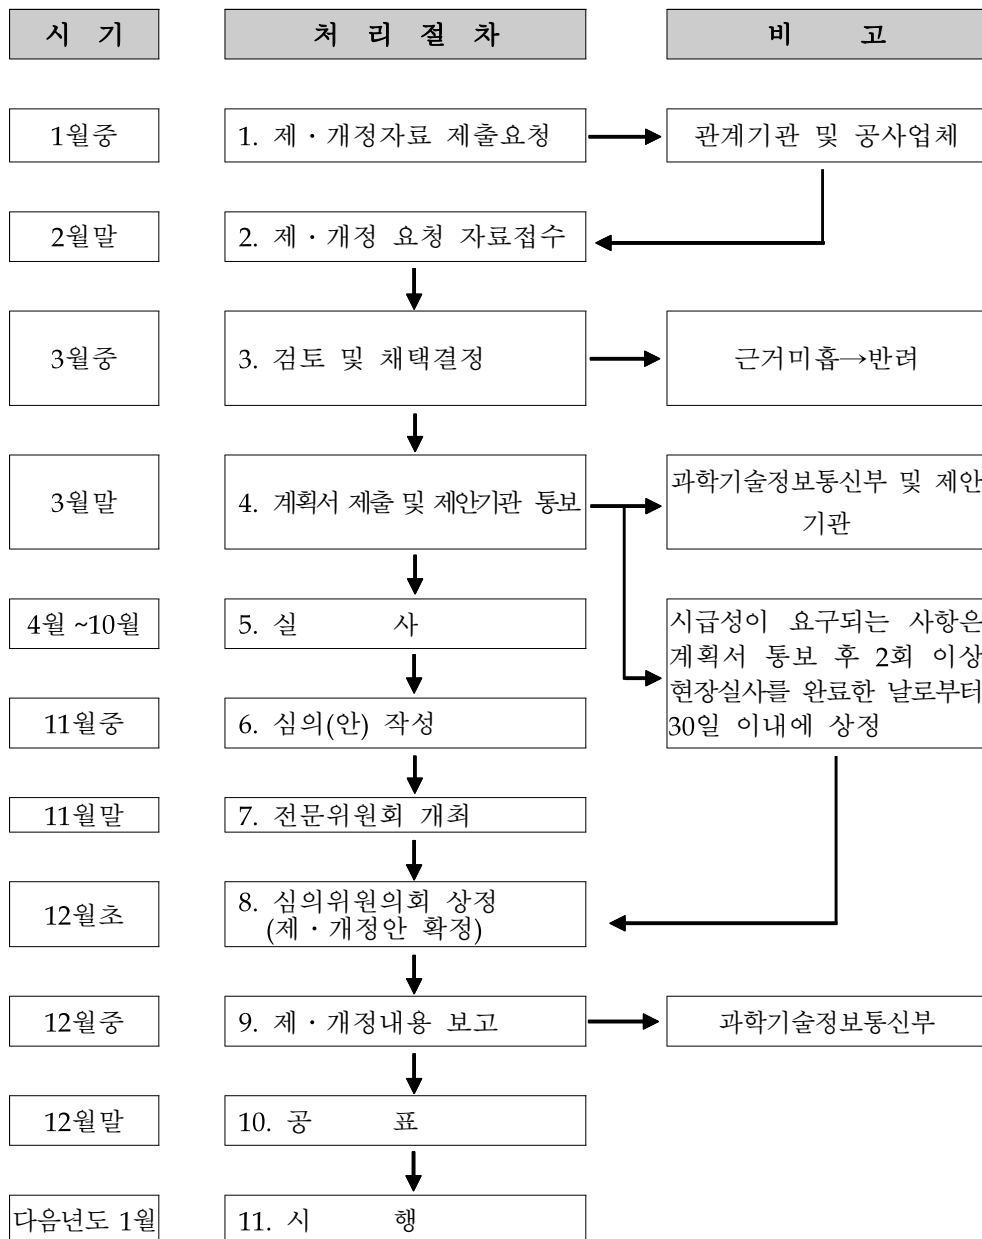 시 기 처 리 절 차 비 고
1월중 1. 제 · 개정자료 제출요청 관계기관 및 공사업체
2월말 2. 제 · 개정 요청 자료접수
3월중 3. 검토 및 채택결정 근거미흡→반려
3월말 4. 계획서 제출 및 제안기관 통보 과학기술정보통신부 및 제안
기관
4월 ~10월 5. 실 사
시급성이 요구되는 사항은
계획서 통보 후 2회 이상
현장실사를 완료한 날로부터
30일 이내에 상정
11월중 6. 심의(안) 작성
11월말 7. 전문위원회 개최
12월초 8. 심의위원의회 상정
(제 · 개정안 확정)
12월중 9. 제 · 개정내용 보고 과학기술정보통신부
12월말 10. 공 표
다음년도 1월 11. 시 행